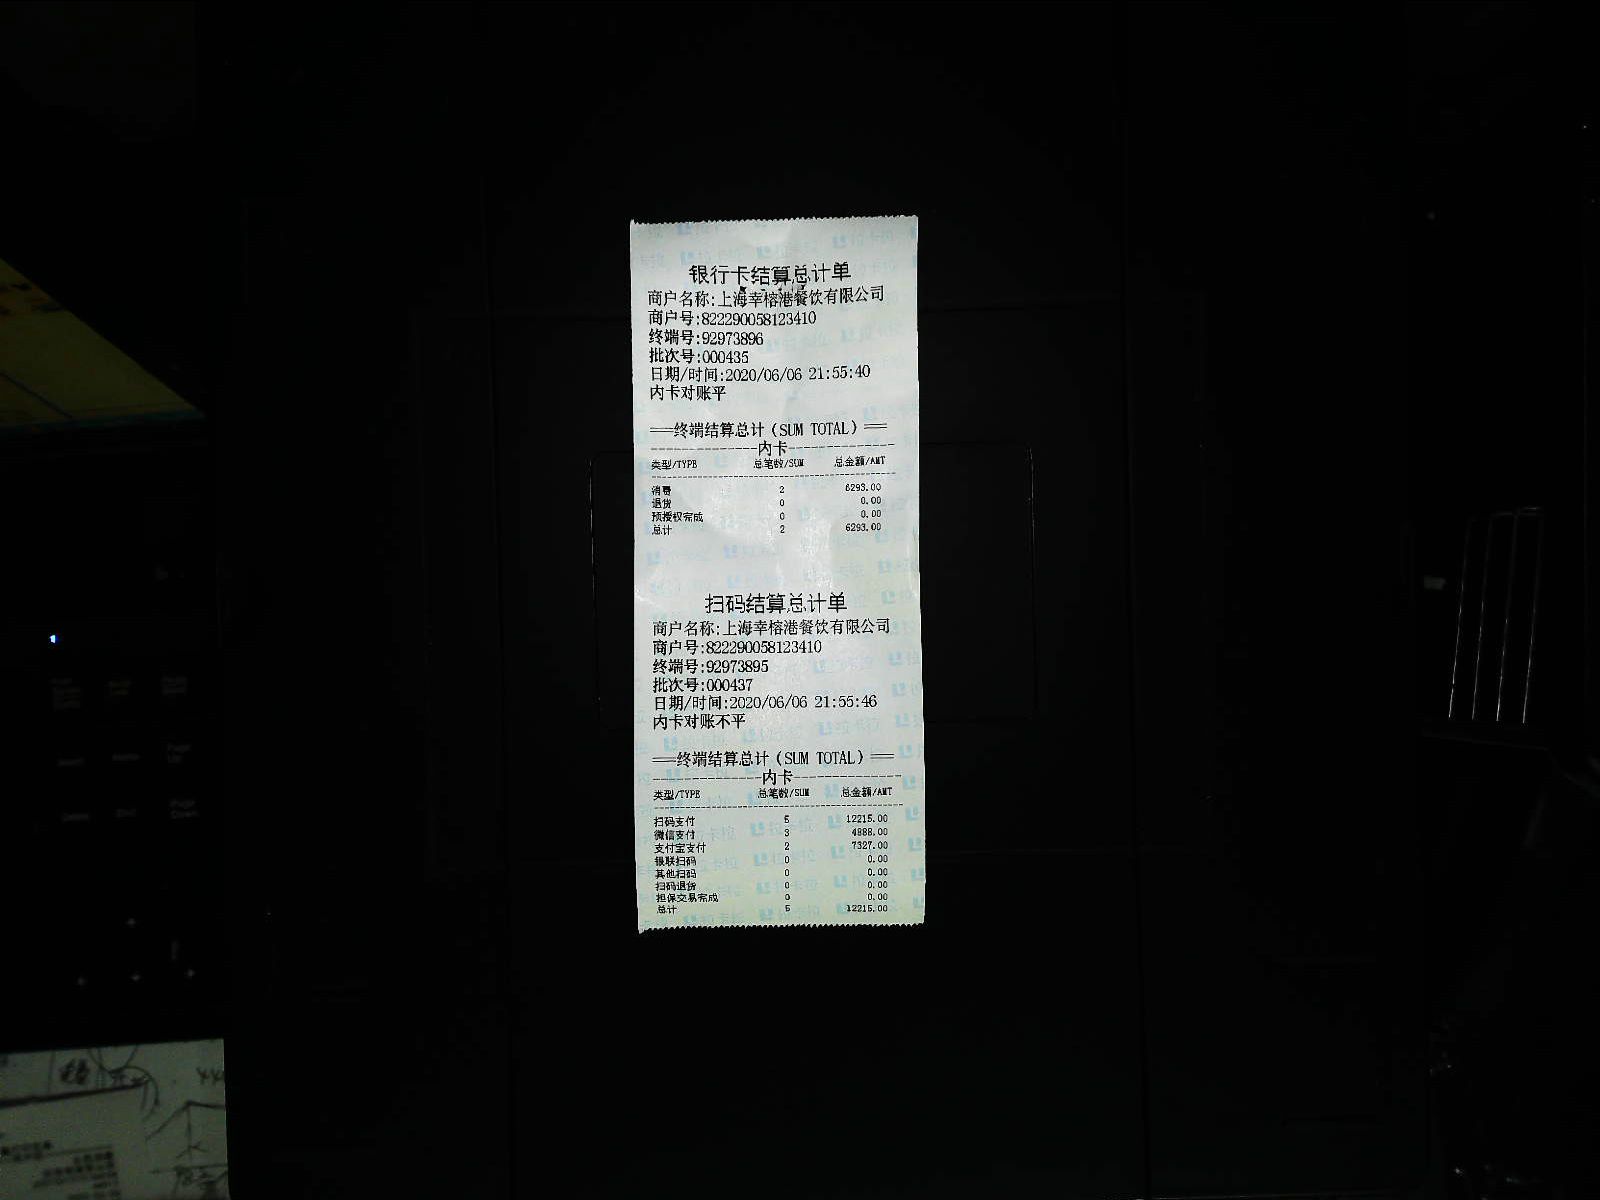 银行卡结算总计单
商户名称:上海幸榕港餐饮有限公司
商户号:822290058123410
终端号:92973896
批次号:000435
日期/时间:2020/06/06 21:55:40
内卡对账平
══终端结算总计(SUM TOTAL)══
----------------内卡----------------
类型/TYPE 总笔数/SUM 总金额/AMT
消费 2 6293.00
退货 0 0.00
预授权完成 0 0.00
总计 2 6293.00
扫码结算总计单
商户名称:上海幸榕港餐饮有限公司
商户号:822290058123410
终端号:92973895
批次号:000437
日期/时间:2020/06/06 21:55:46
内卡对账不平
══终端结算总计(SUM TOTAL)══
----------------内卡----------------
类型/TYPE 总笔数/SUM 总金额/AMT
扫码支付 5 12215.00
微信支付 3 4888.00
支付宝支付 2 7327.00
银联扫码 0 0.00
其他扫码 0 0.00
扫码退货 0 0.00
担保交易完成 0 0.00
总计 5 12215.00
Page Up
Page Down